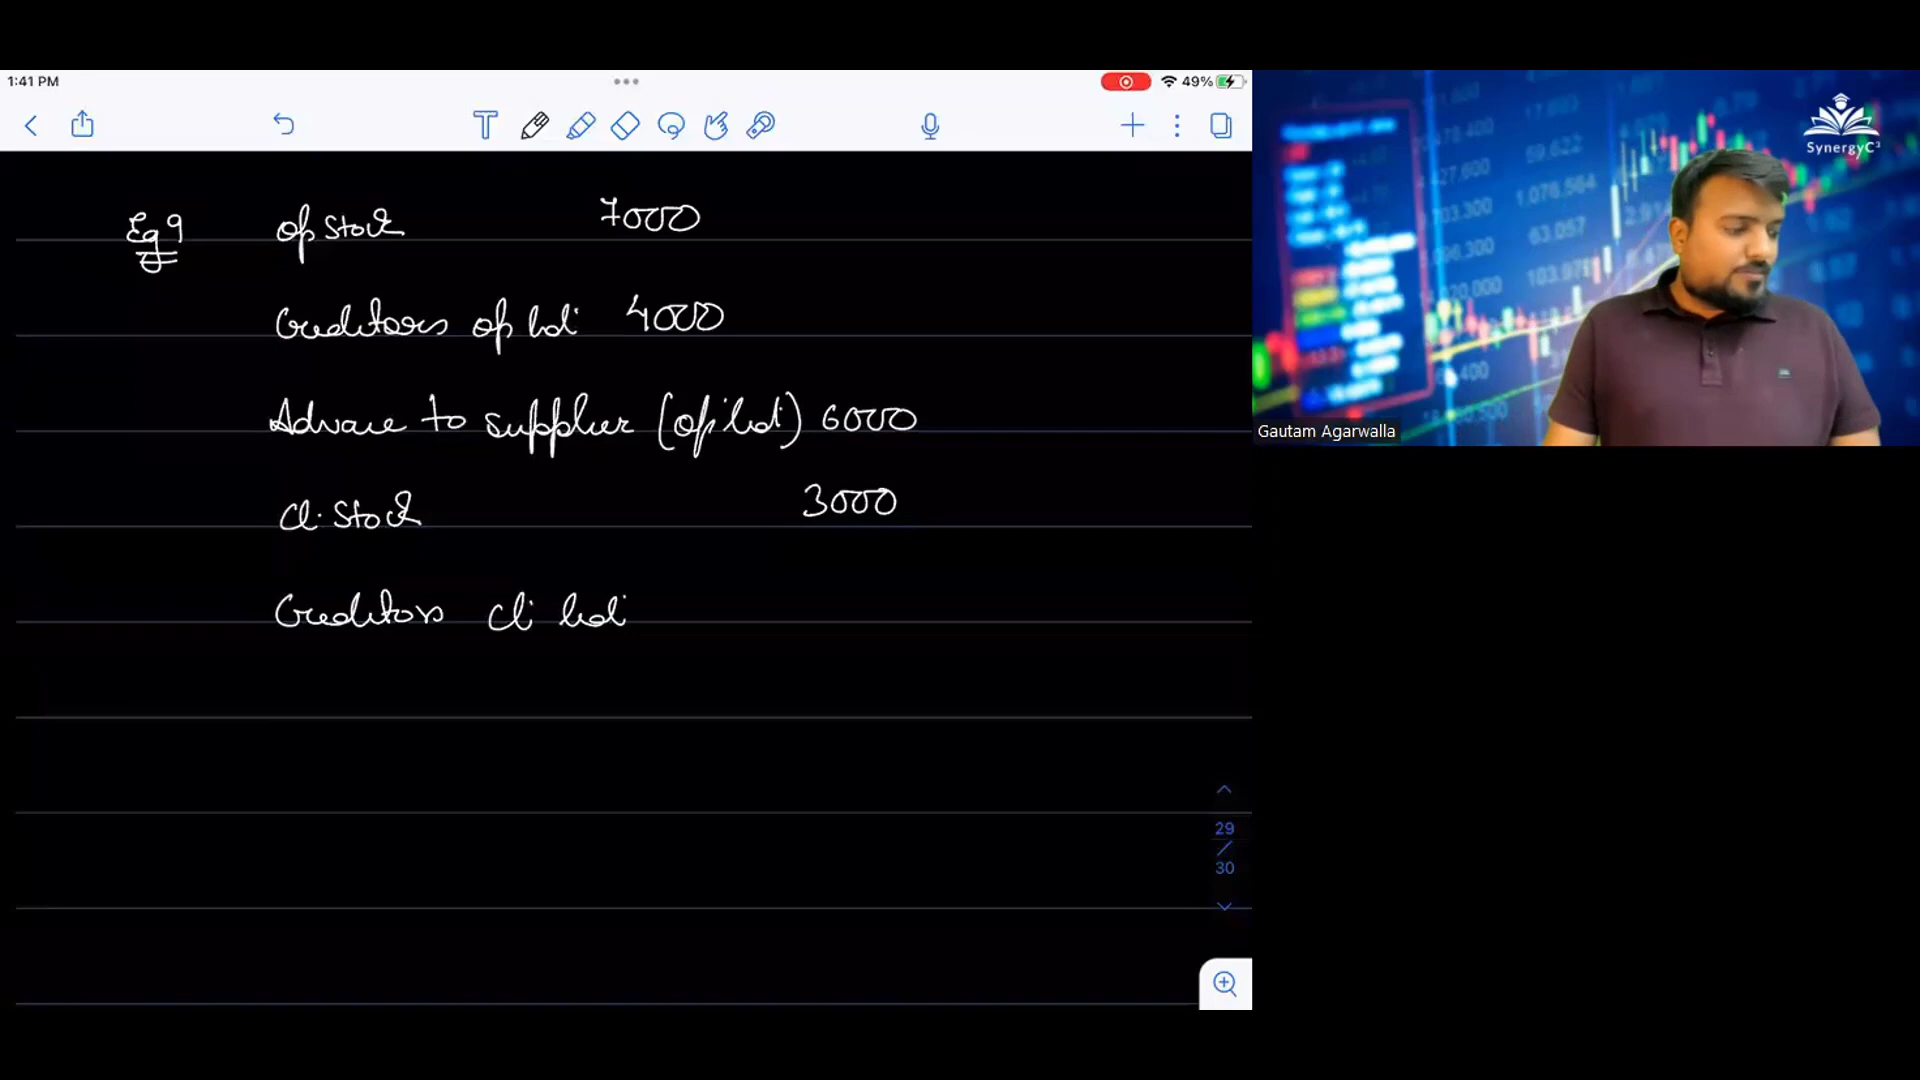 1:41 PM
49%
Eg 9 op stock 7000
Creditors op bal 4000
Advance to supplier (op bal) 6000
cl. Stock 3000
Creditors cl bal
29
/
30
SynergyC³
Gautam Agarwalla